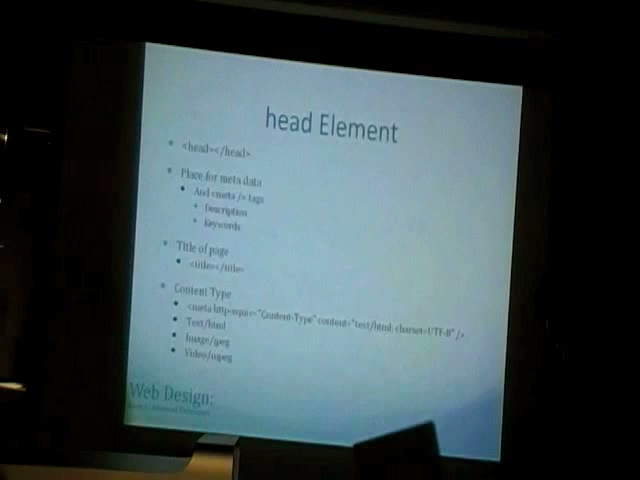 head Element
<head></head>
Place for meta data
And <meta /> tags
Description
Keywords
Title of page
<title></title>
Content Type
<meta http-equiv="Content-Type" content="text/html; charset=UTF-8" />
Text/html
Image/jpeg
Video/mpeg
Web Design: